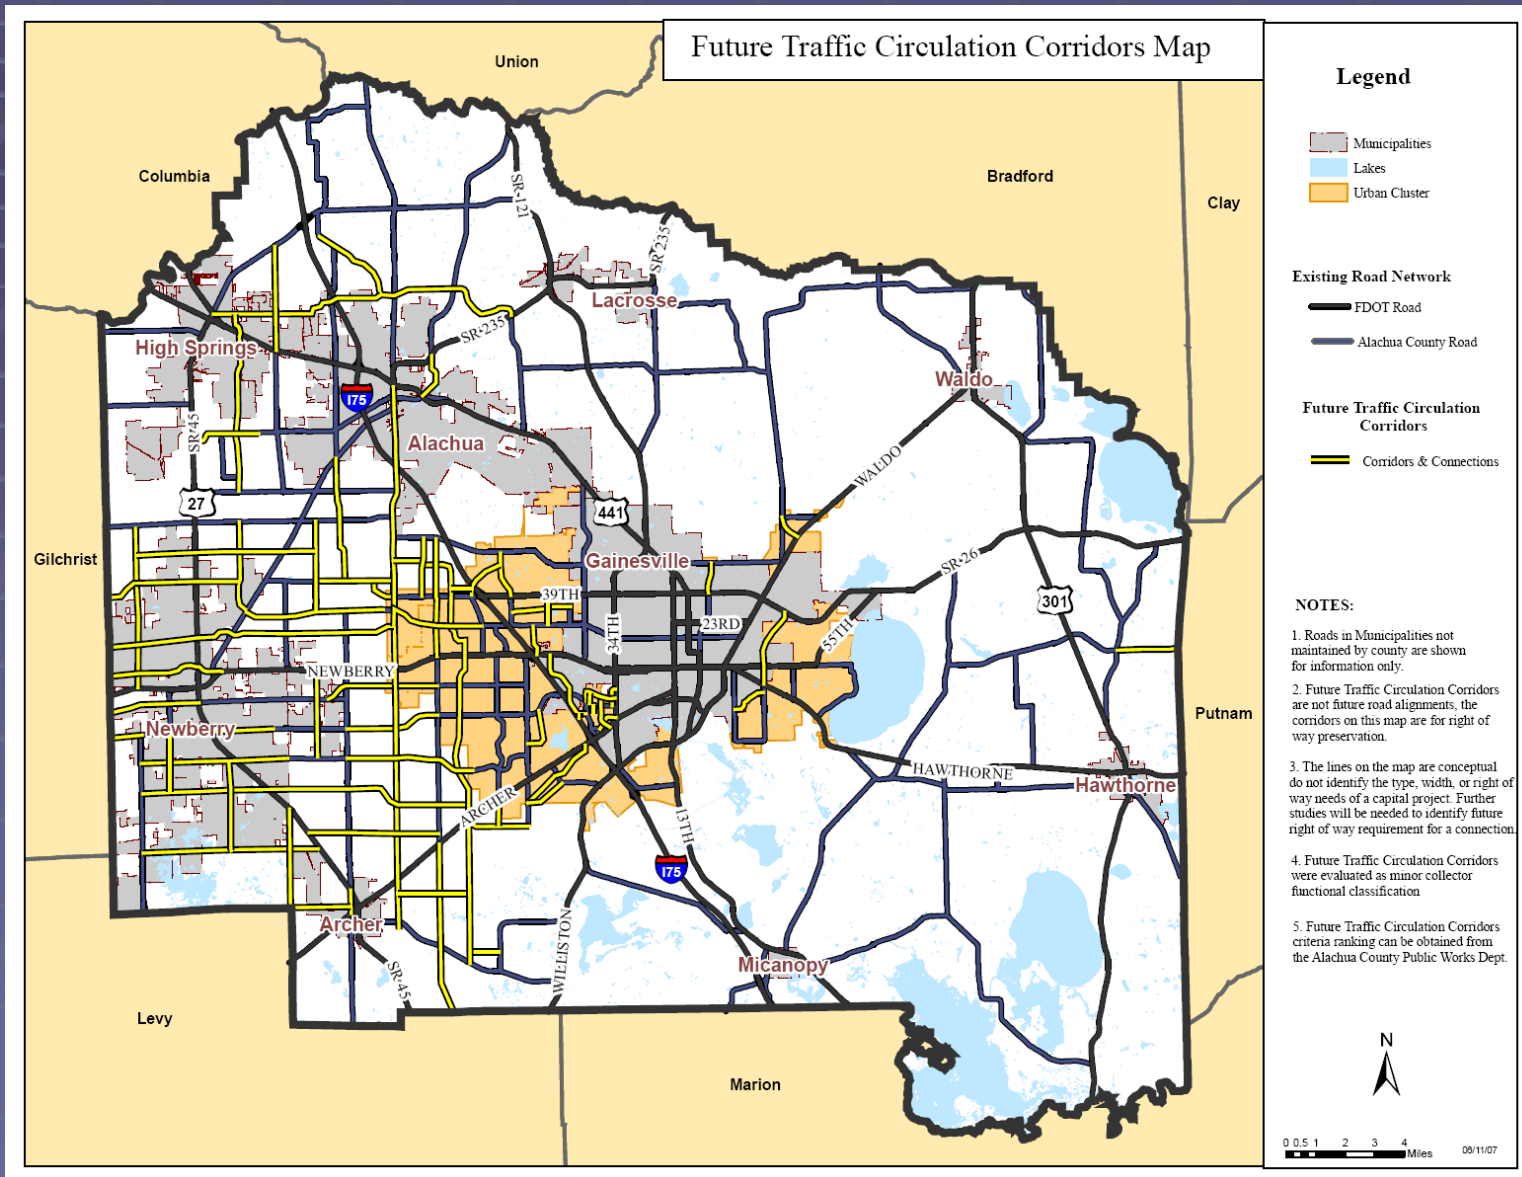 Future Traffic Circulation Corridors Map
Union
Columbia
Bradford
Clay
Gilchrist
Putnam
Levy
Marion
SR-121
SR 235
Lacrosse
SR-235
High Springs
Waldo
I75
Alachua
SR-45
WALDO
27
441
Gainesville
SR-26
39TH
301
23RD
34TH
55TH
NEWBERRY
Newberry
HAWTHORNE
Hawthorne
ARCHER
13TH
I75
Archer
WILLISTON
Micanopy
SR-45
Legend
Municipalities
Lakes
Urban Cluster
Existing Road Network
FDOT Road
Alachua County Road
Future Traffic Circulation
Corridors
Corridors & Connections
NOTES:
1. Roads in Municipalities not
maintained by county are shown
for information only.
2. Future Traffic Circulation Corridors
are not future road alignments, the
corridors on this map are for right of
way preservation.
3. The lines on the map are conceptual
do not identify the type, width, or right of
way needs of a capital project. Further
studies will be needed to identify future
right of way requirement for a connection.
4. Future Traffic Circulation Corridors
were evaluated as minor collector
functional classification
5. Future Traffic Circulation Corridors
criteria ranking can be obtained from
the Alachua County Public Works Dept.
N
0 0.5 1 2 3 4
Miles
08/11/07